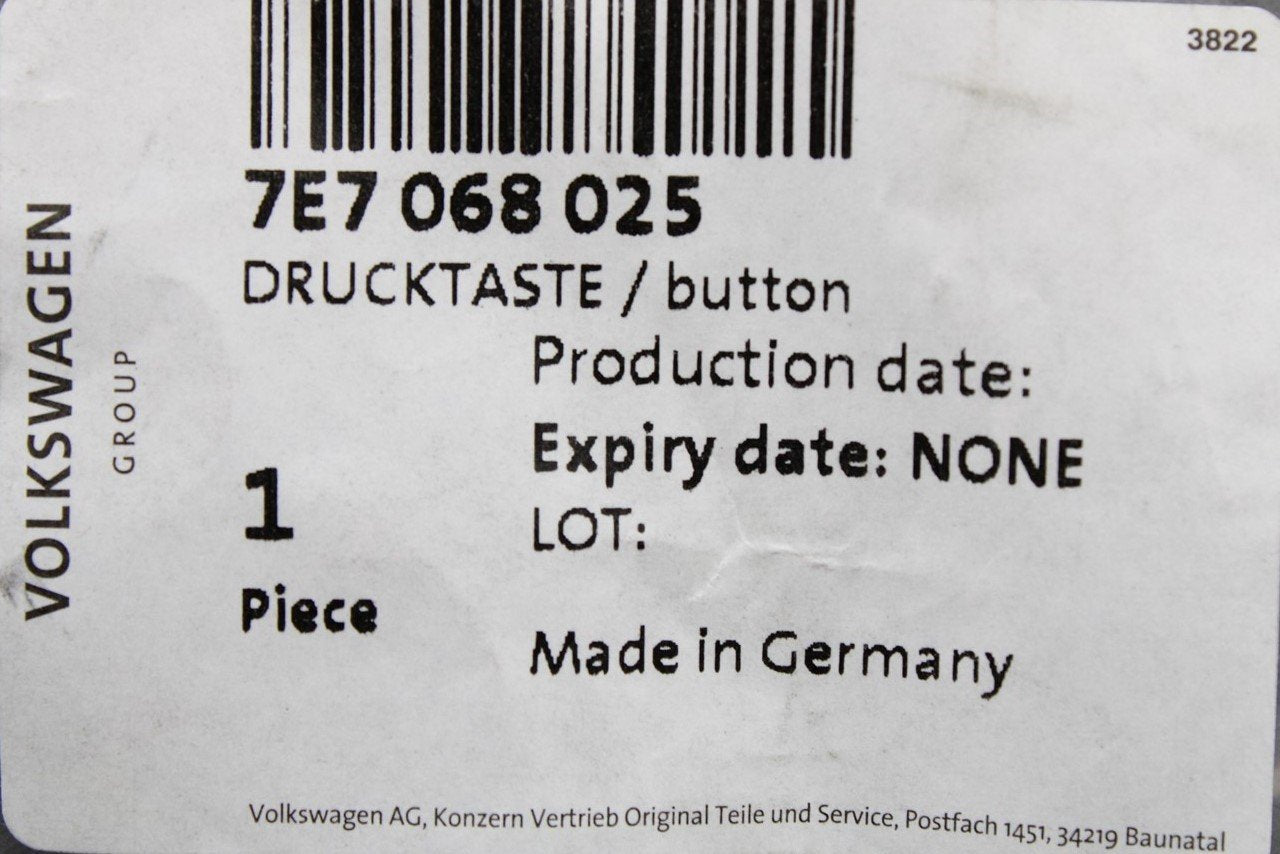 3822
7E7 068 025
DRUCKTASTE / button
Production date:
Expiry date: NONE
1
LOT:
Piece
Made in Germany
VOLKSWAGEN
GROUP
Volkswagen AG, Konzern Vertrieb Original Teile und Service, Postfach 1451, 34219 Baunatal